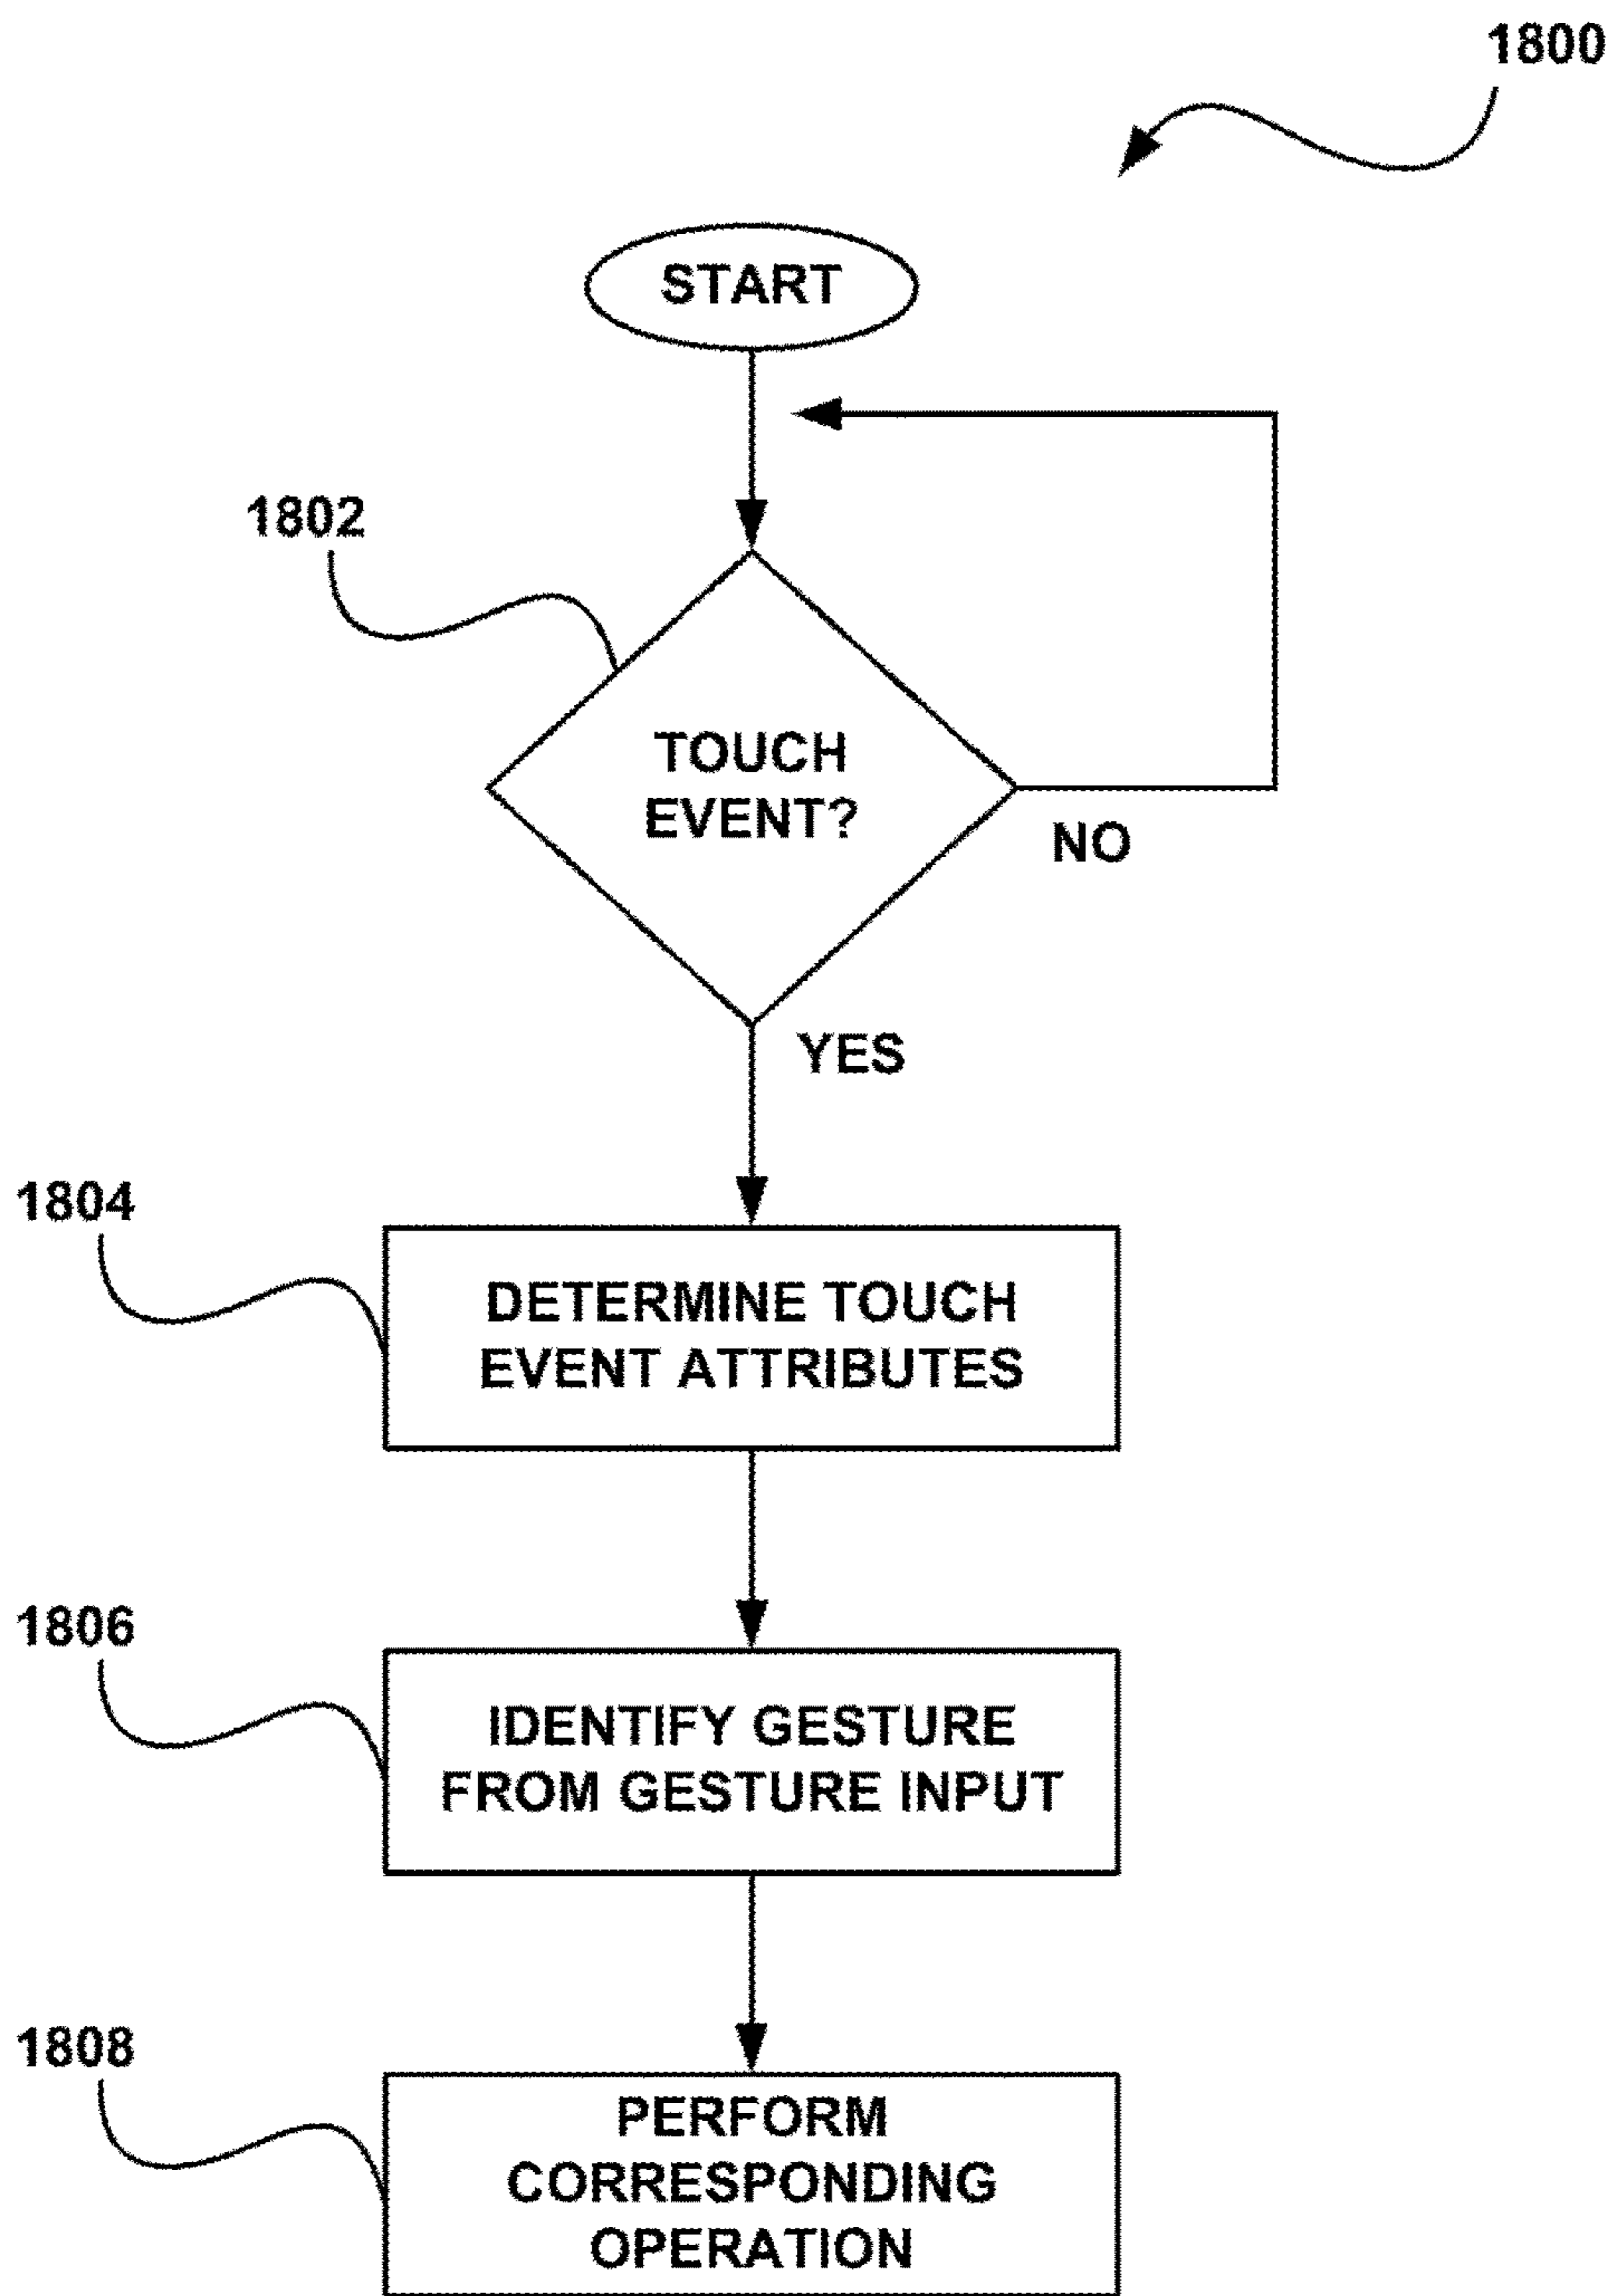 1800
START
1802
TOUCH
EVENT?
NO
YES
1804
DETERMINE TOUCH
EVENT ATTRIBUTES
1806
IDENTIFY GESTURE
FROM GESTURE INPUT
1808
PERFORM
CORRESPONDING
OPERATION